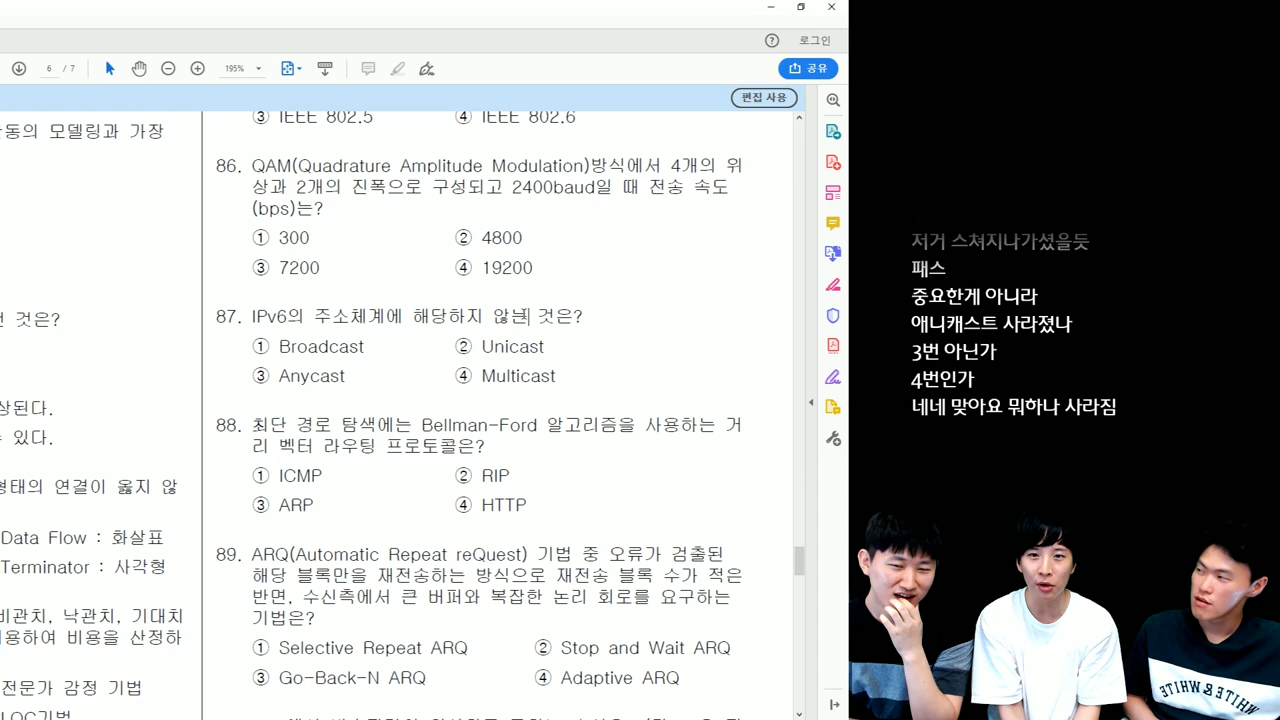 로그인
6 / 7
195%
공유
편집 사용
동의 모델링과 가장
것은?
상된다.
있다.
형태의 연결이 옳지 않
Data Flow : 화살표
Terminator : 사각형
비관치, 낙관치, 기대치
용하여 비용을 산정하
전문가 감정 기법
LOC기법
③ IEEE 802.5 ④ IEEE 802.6
86. QAM(Quadrature Amplitude Modulation)방식에서 4개의 위
상과 2개의 진폭으로 구성되고 2400baud일 때 전송 속도
(bps)는?
① 300 ② 4800
③ 7200 ④ 19200
87. IPv6의 주소체계에 해당하지 않는 것은?
① Broadcast ② Unicast
③ Anycast ④ Multicast
88. 최단 경로 탐색에는 Bellman-Ford 알고리즘을 사용하는 거
리 벡터 라우팅 프로토콜은?
① ICMP ② RIP
③ ARP ④ HTTP
89. ARQ(Automatic Repeat reQuest) 기법 중 오류가 검출된
해당 블록만을 재전송하는 방식으로 재전송 블록 수가 적은
반면, 수신측에서 큰 버퍼와 복잡한 논리 회로를 요구하는
기법은?
① Selective Repeat ARQ ② Stop and Wait ARQ
③ Go-Back-N ARQ ④ Adaptive ARQ
저거 스쳐지나가셨을듯
패스
중요한게 아니라
애니캐스트 사라졌나
3번 아닌가
4번인가
네네 맞아요 뭐하나 사라짐
WHITE & WHITE